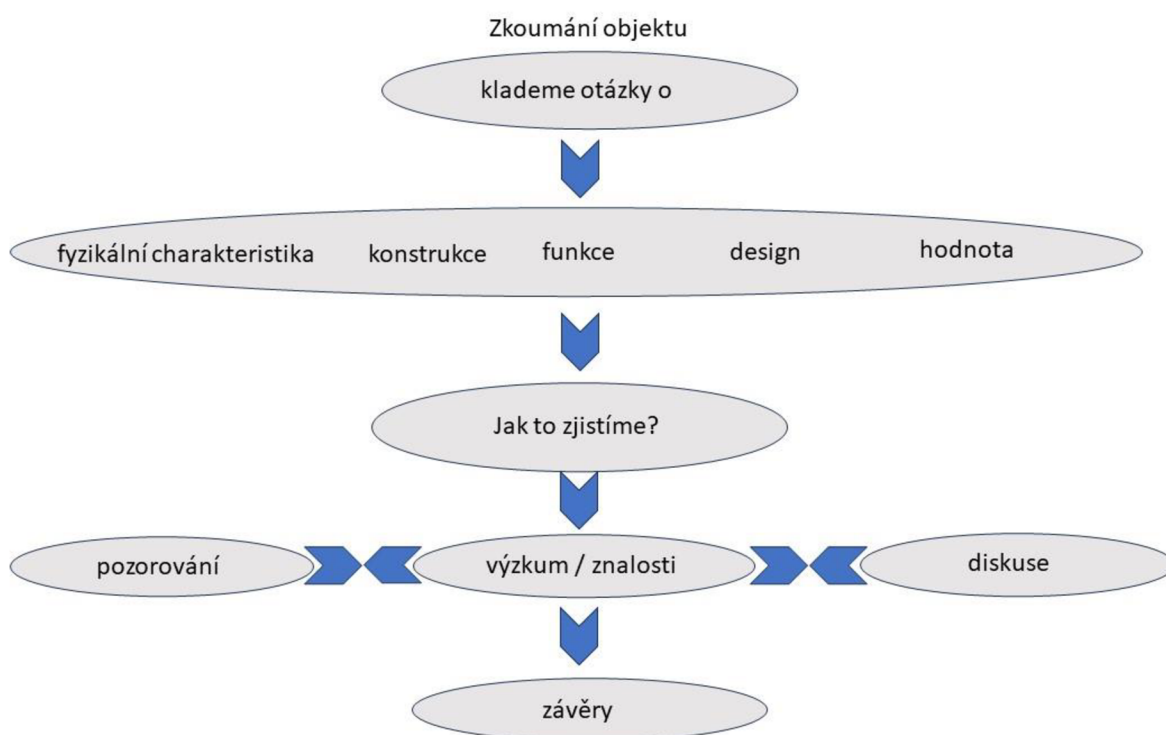 Zkoumání objektu
klademe otázky o
fyzikální charakteristika konstrukce funkce design hodnota
Jak to zjistíme?
pozorování výzkum / znalosti diskuse
závěry